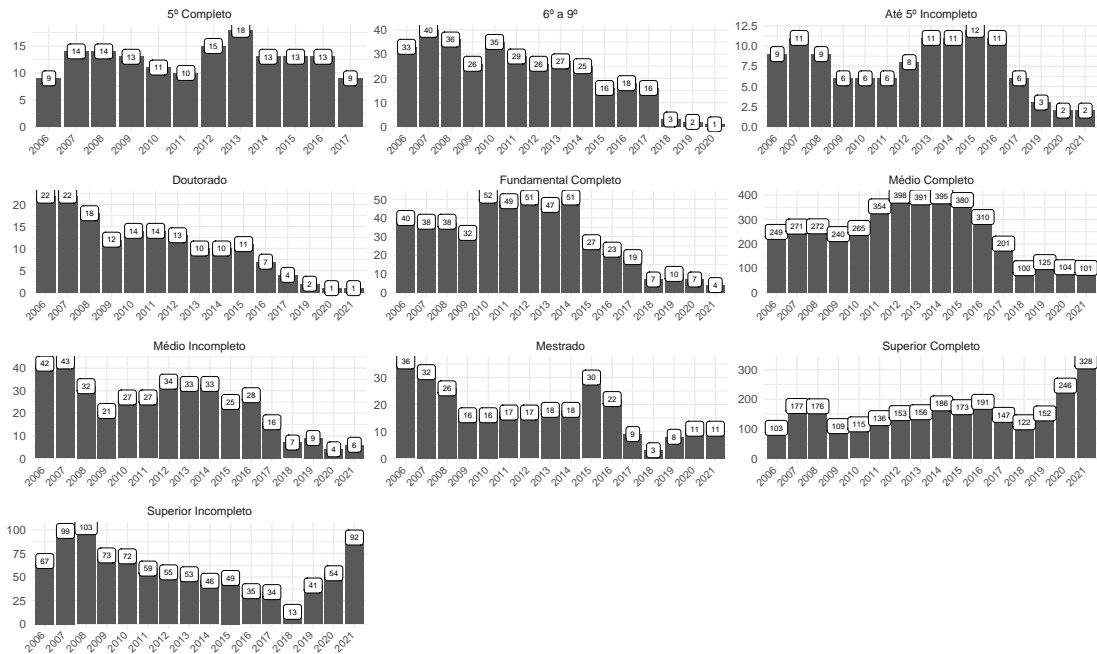 5º Completo
15
10
5
0
9 14 14 13 11 10 15 18 13 13 13 9
2006 2007 2008 2009 2010 2011 2012 2013 2014 2015 2016 2017
6º a 9º
40
30
20
10
0
33 40 36 26 35 29 26 27 25 16 18 16 3 2 1
2006 2007 2008 2009 2010 2011 2012 2013 2014 2015 2016 2017 2018 2019 2020
Até 5º Incompleto
12.5
10.0
7.5
5.0
2.5
0.0
9 11 9 6 6 6 8 11 11 12 11 6 3 2 2
2006 2007 2008 2009 2010 2011 2012 2013 2014 2015 2016 2017 2019 2020 2021
Doutorado
20
15
10
5
0
22 22 18 12 14 14 13 10 10 11 7 4 2 1 1
2006 2007 2008 2009 2010 2011 2012 2013 2014 2015 2016 2017 2019 2020 2021
Fundamental Completo
50
40
30
20
10
0
40 38 38 32 52 49 51 47 51 27 23 19 7 10 7 4
2006 2007 2008 2009 2010 2011 2012 2013 2014 2015 2016 2017 2018 2019 2020 2021
Médio Completo
400
300
200
100
0
249 271 272 240 265 354 398 391 395 380 310 201 100 125 104 101
2006 2007 2008 2009 2010 2011 2012 2013 2014 2015 2016 2017 2018 2019 2020 2021
Médio Incompleto
40
30
20
10
0
42 43 32 21 27 27 34 33 33 25 28 16 7 9 4 6
2006 2007 2008 2009 2010 2011 2012 2013 2014 2015 2016 2017 2018 2019 2020 2021
Mestrado
30
20
10
0
36 32 26 16 16 17 17 18 18 30 22 9 3 8 11 11
2006 2007 2008 2009 2010 2011 2012 2013 2014 2015 2016 2017 2018 2019 2020 2021
Superior Completo
300
200
100
0
103 177 176 109 115 136 153 156 186 173 191 147 122 152 246 328
2006 2007 2008 2009 2010 2011 2012 2013 2014 2015 2016 2017 2018 2019 2020 2021
Superior Incompleto
100
75
50
25
0
67 99 103 73 72 59 55 53 46 49 35 34 13 41 54 92
2006 2007 2008 2009 2010 2011 2012 2013 2014 2015 2016 2017 2018 2019 2020 2021